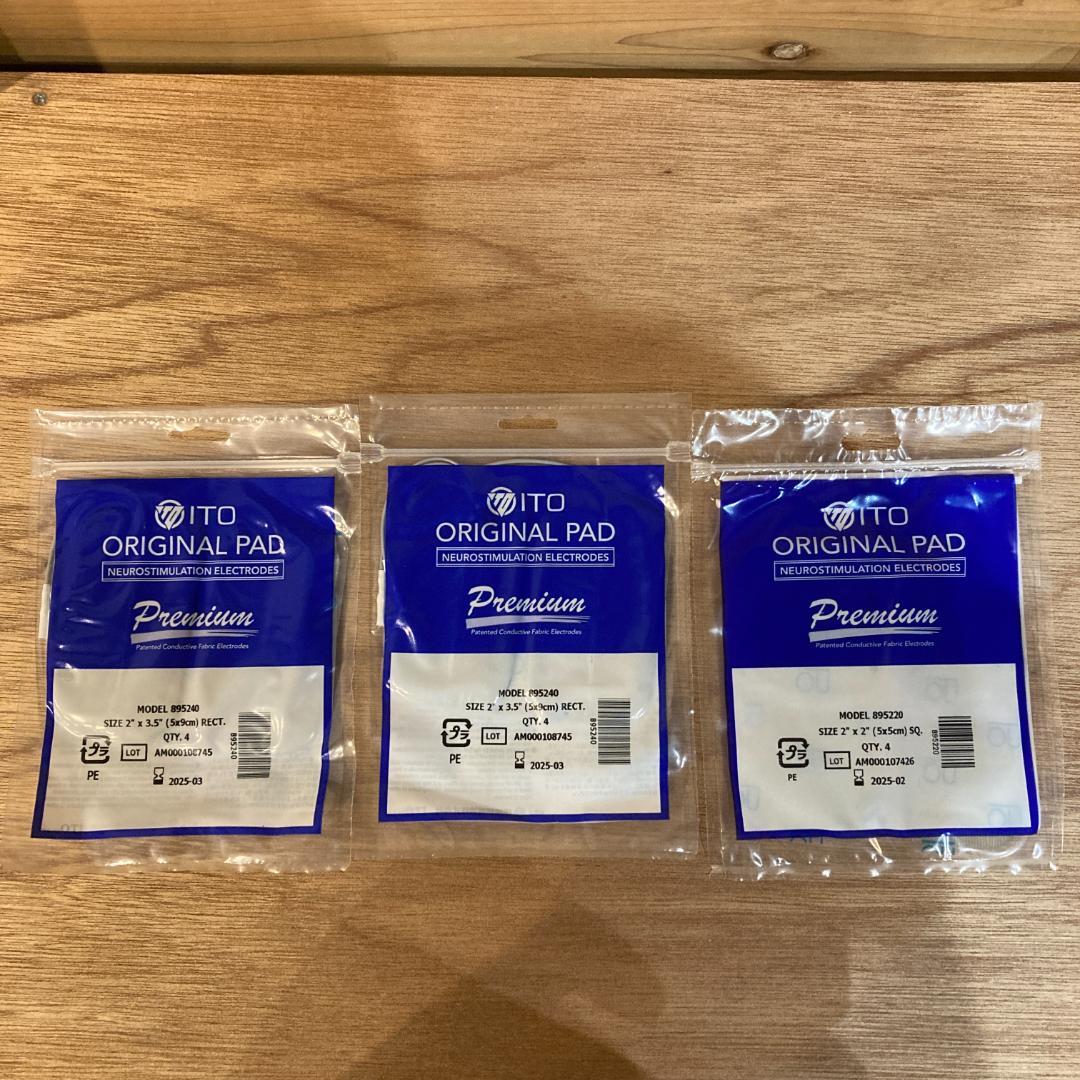 ITO
ORIGINAL PAD
NEUROSTIMULATION ELECTRODES
Premium
Patented Conductive Fabric Electrodes
MODEL 895240
SIZE 2" x 3.5" (5x9cm) RECT.
QTY. 4
プラ
LOT AM000108745
PE
2025-03
895240
ITO
ORIGINAL PAD
NEUROSTIMULATION ELECTRODES
Premium
Patented Conductive Fabric Electrodes
MODEL 895240
SIZE 2" x 3.5" (5x9cm) RECT.
QTY. 4
プラ
LOT AM000108745
PE
2025-03
895240
ITO
ORIGINAL PAD
NEUROSTIMULATION ELECTRODES
Premium
Patented Conductive Fabric Electrodes
MODEL 895220
SIZE 2" x 2" (5x5cm) SQ.
QTY. 4
プラ
LOT AM000107426
PE
2025-02
895220